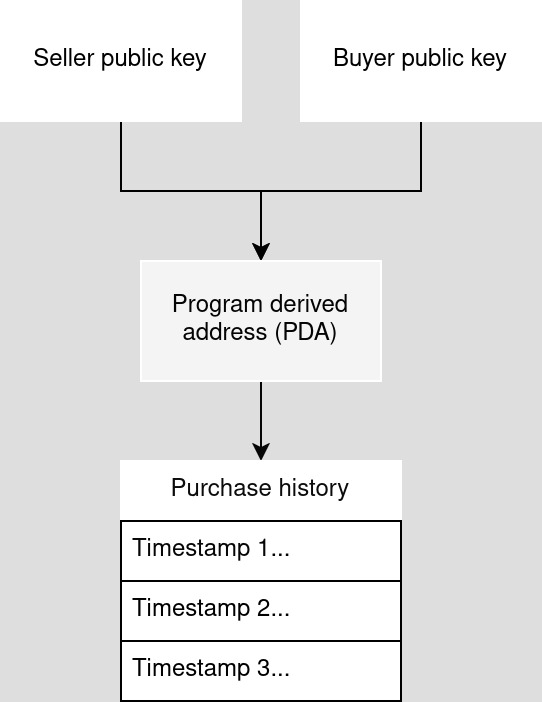 Seller public key
Buyer public key
Program derived
address (PDA)
Purchase history
Timestamp 1...
Timestamp 2...
Timestamp 3...